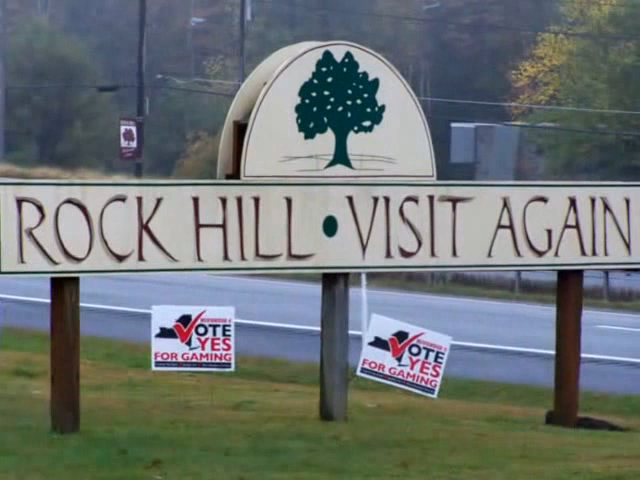 ROCK HILL • VISIT AGAIN
VOTE
YES
FOR GAMING
VOTE
YES
FOR GAMING